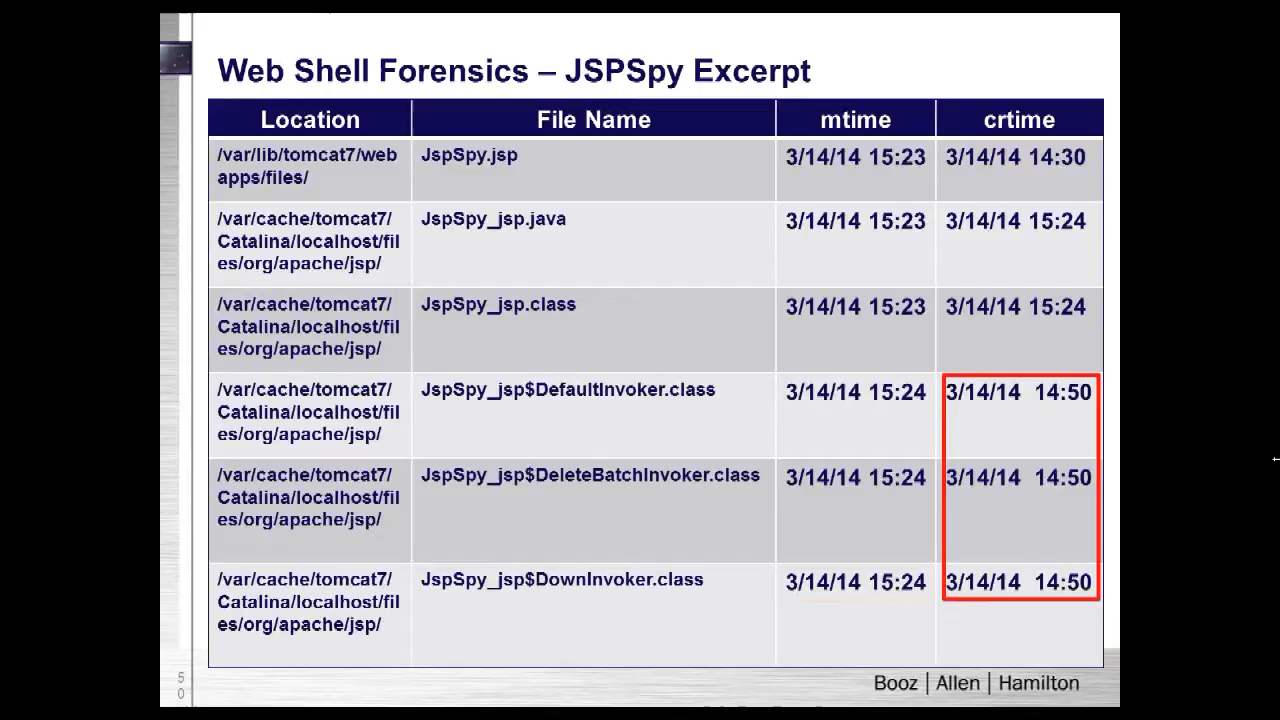 Web Shell Forensics – JSPSpy Excerpt
Location File Name mtime crtime
/var/lib/tomcat7/web JspSpy.jsp 3/14/14 15:23 3/14/14 14:30
apps/files/
/var/cache/tomcat7/ JspSpy_jsp.java 3/14/14 15:23 3/14/14 15:24
Catalina/localhost/fil
es/org/apache/jsp/
/var/cache/tomcat7/ JspSpy_jsp.class 3/14/14 15:23 3/14/14 15:24
Catalina/localhost/fil
es/org/apache/jsp/
/var/cache/tomcat7/ JspSpy_jsp$DefaultInvoker.class 3/14/14 15:24 3/14/14 14:50
Catalina/localhost/fil
es/org/apache/jsp/
/var/cache/tomcat7/ JspSpy_jsp$DeleteBatchInvoker.class 3/14/14 15:24 3/14/14 14:50
Catalina/localhost/fil
es/org/apache/jsp/
/var/cache/tomcat7/ JspSpy_jsp$DownInvoker.class 3/14/14 15:24 3/14/14 14:50
Catalina/localhost/fil
es/org/apache/jsp/
5
0
Booz | Allen | Hamilton